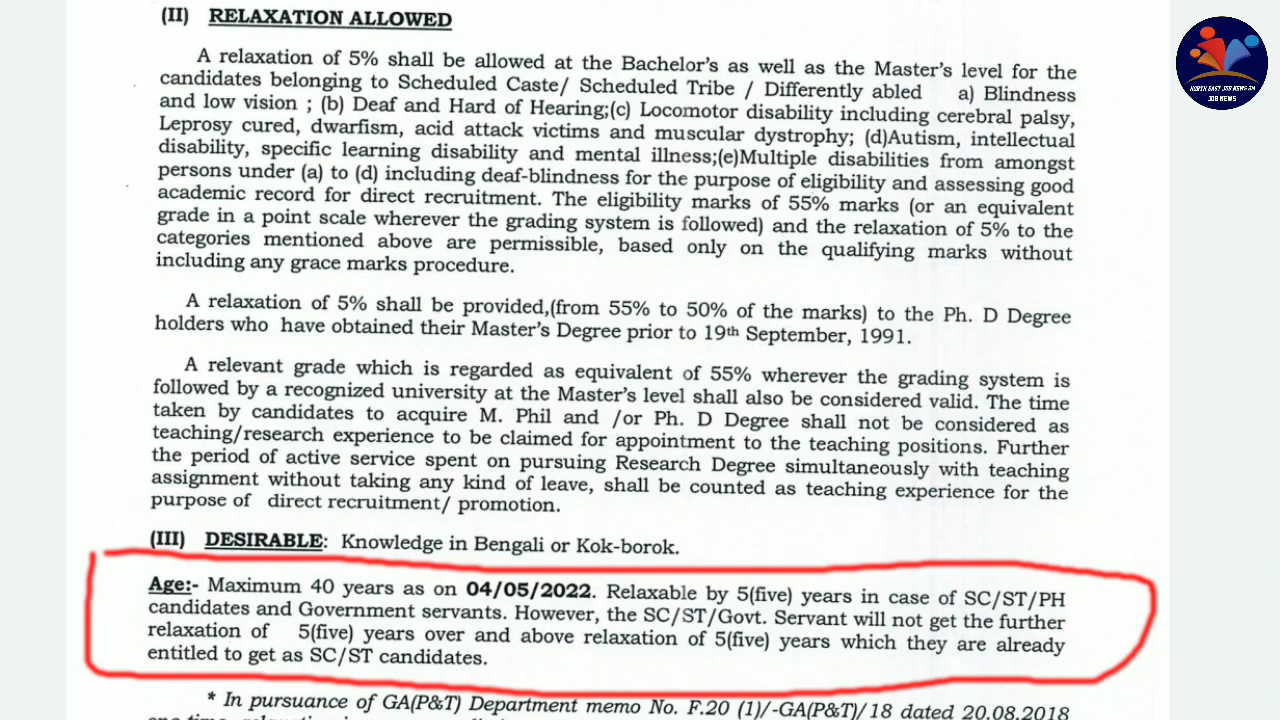 (II) RELAXATION ALLOWED
A relaxation of 5% shall be allowed at the Bachelor's as well as the Master's level for the
candidates belonging to Scheduled Caste/ Scheduled Tribe / Differently abled a) Blindness
and low vision ; (b) Deaf and Hard of Hearing;(c) Locomotor disability including cerebral palsy,
Leprosy cured, dwarfism, acid attack victims and muscular dystrophy; (d)Autism, intellectual
disability, specific learning disability and mental illness;(e)Multiple disabilities from amongst
persons under (a) to (d) including deaf-blindness for the purpose of eligibility and assessing good
academic record for direct recruitment. The eligibility marks of 55% marks (or an equivalent
grade in a point scale wherever the grading system is followed) and the relaxation of 5% to the
categories mentioned above are permissible, based only on the qualifying marks without
including any grace marks procedure.
A relaxation of 5% shall be provided,(from 55% to 50% of the marks) to the Ph. D Degree
holders who have obtained their Master's Degree prior to 19th September, 1991.
A relevant grade which is regarded as equivalent of 55% wherever the grading system is
followed by a recognized university at the Master's level shall also be considered valid. The time
taken by candidates to acquire M. Phil and /or Ph. D Degree shall not be considered as
teaching/research experience to be claimed for appointment to the teaching positions. Further
the period of active service spent on pursuing Research Degree simultaneously with teaching
assignment without taking any kind of leave, shall be counted as teaching experience for the
purpose of direct recruitment/ promotion.
(III) DESIRABLE: Knowledge in Bengali or Kok-borok.
Age:- Maximum 40 years as on 04/05/2022. Relaxable by 5(five) years in case of SC/ST/PH
candidates and Government servants. However, the SC/ST/Govt. Servant will not get the further
relaxation of 5(five) years over and above relaxation of 5(five) years which they are already
entitled to get as SC/ST candidates.
* In pursuance of GA(P&T) Department memo No. F.20 (1)/-GA(P&T)/18 dated 20.08.2018
NORTH EAST JOB NEWS AM
JOB NEWS